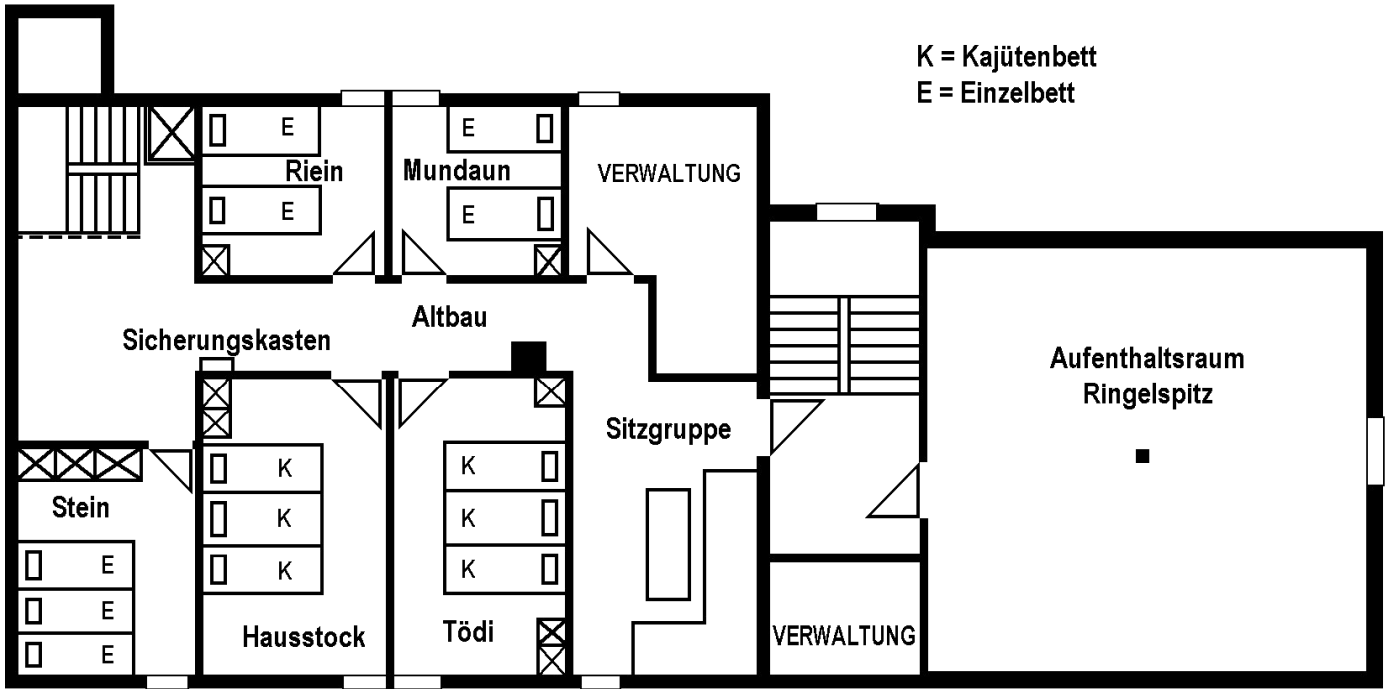 K = Kajütenbett
E = Einzelbett
E
Riein
E
E
Mundaun
E
VERWALTUNG
Altbau
Sicherungskasten
Aufenthaltsraum
Ringelspitz
Sitzgruppe
Stein
E
E
E
K
K
K
Hausstock
K
K
K
Tödi
VERWALTUNG